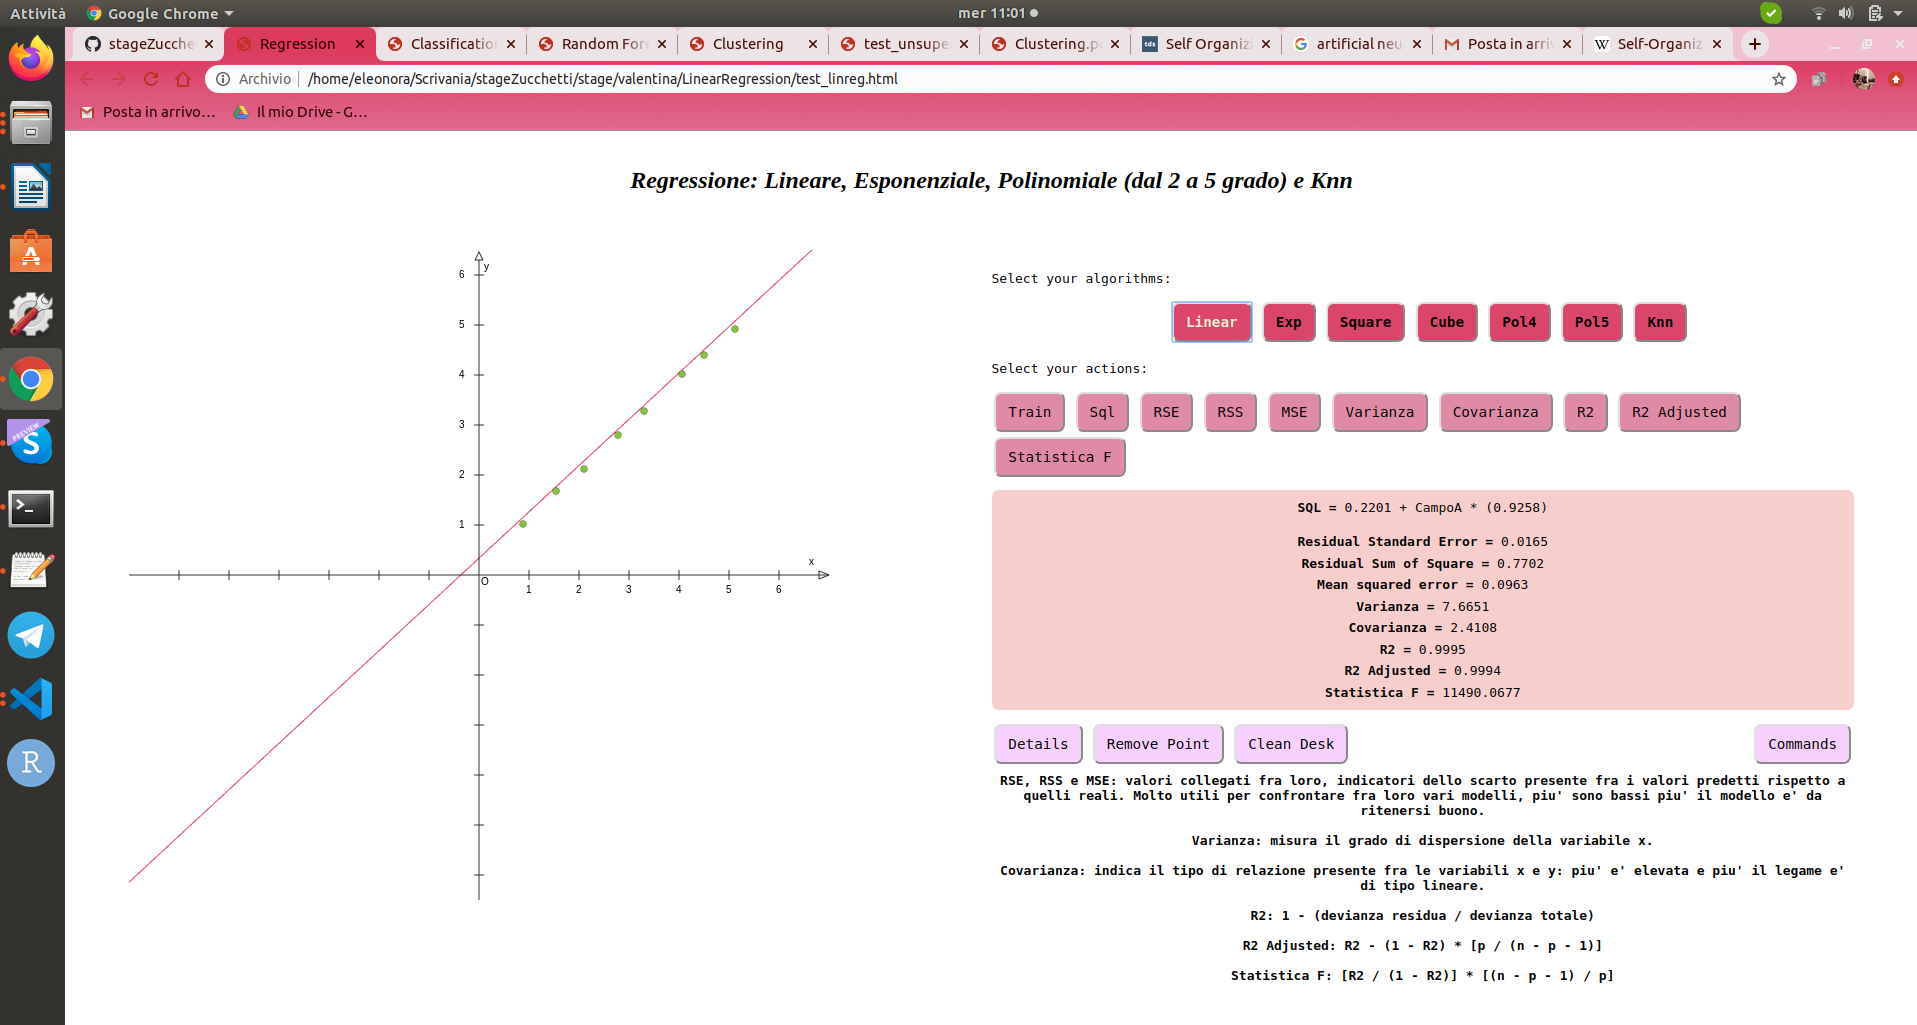 Attività
Google Chrome
mer 11:01
stageZucche
Regression
Classificatio
Random For
Clustering
test_unsupe
Clustering.p
tds
Self Organiz
artificial neu
Posta in arriv
W
Self-Organiz
Archivio
/home/eleonora/Scrivania/stageZucchetti/stage/valentina/LinearRegression/test_linreg.html
Posta in arrivo…
Il mio Drive - G…
PREVIEW
S
R
Regressione: Lineare, Esponenziale, Polinomiale (dal 2 a 5 grado) e Knn
y
6
5
4
3
2
1
x
O
1 2 3 4 5 6
Select your algorithms:
Linear Exp Square Cube Pol4 Pol5 Knn
Select your actions:
Train Sql RSE RSS MSE Varianza Covarianza R2 R2 Adjusted
Statistica F
SQL = 0.2201 + CampoA * (0.9258)
Residual Standard Error = 0.0165
Residual Sum of Square = 0.7702
Mean squared error = 0.0963
Varianza = 7.6651
Covarianza = 2.4108
R2 = 0.9995
R2 Adjusted = 0.9994
Statistica F = 11490.0677
Details Remove Point Clean Desk Commands
RSE, RSS e MSE: valori collegati fra loro, indicatori dello scarto presente fra i valori predetti rispetto a
quelli reali. Molto utili per confrontare fra loro vari modelli, piu' sono bassi piu' il modello e' da
ritenersi buono.
Varianza: misura il grado di dispersione della variabile x.
Covarianza: indica il tipo di relazione presente fra le variabili x e y: piu' e' elevata e piu' il legame e'
di tipo lineare.
R2: 1 - (devianza residua / devianza totale)
R2 Adjusted: R2 - (1 - R2) * [p / (n - p - 1)]
Statistica F: [R2 / (1 - R2)] * [(n - p - 1) / p]